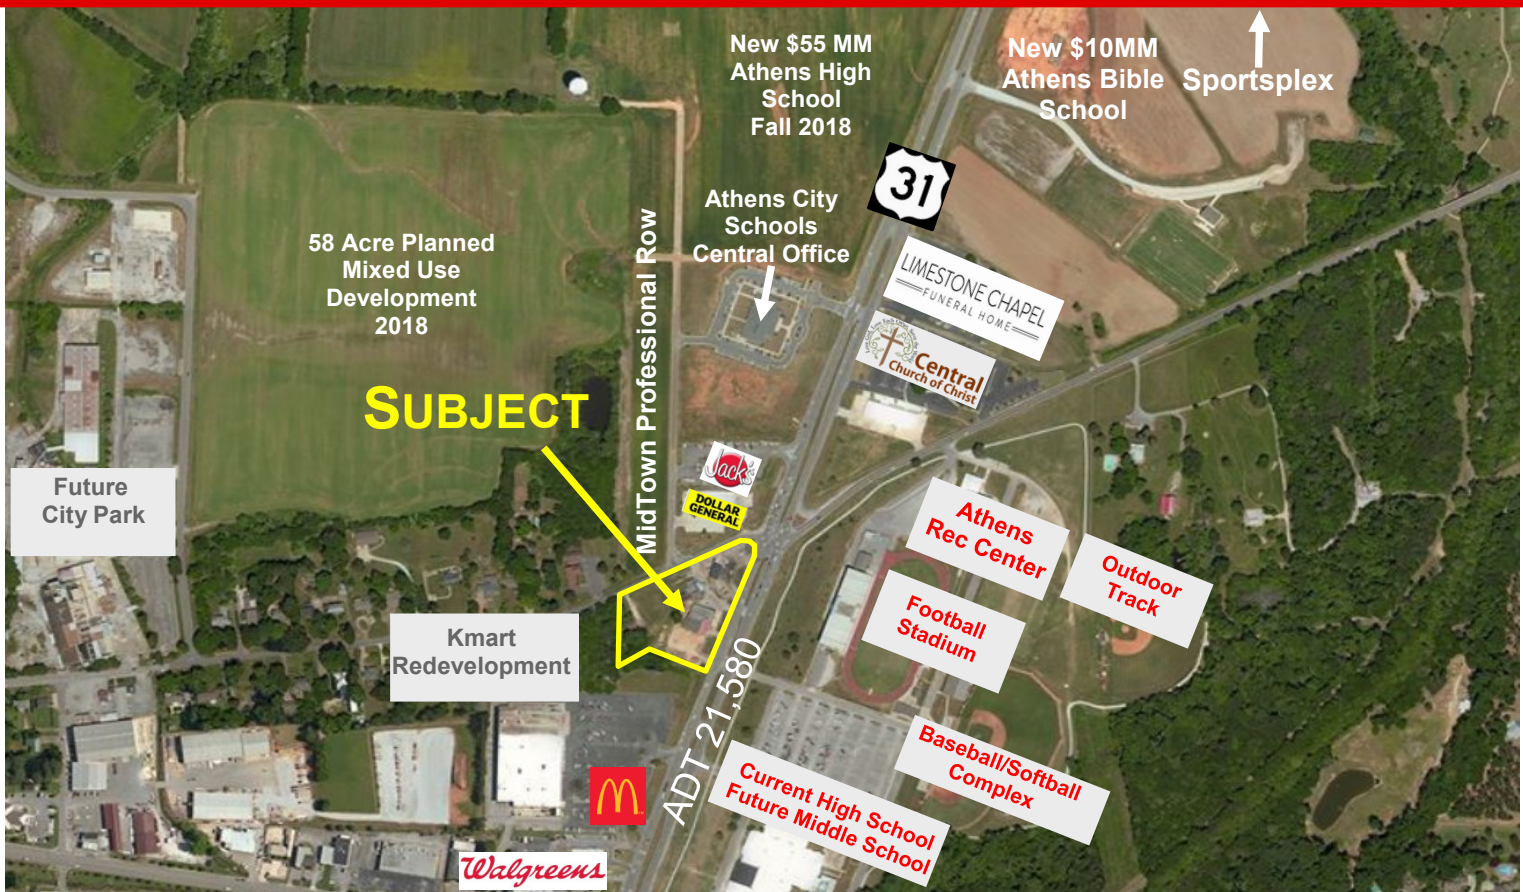 New $55 MM
Athens High
School
Fall 2018
New $10MM
Athens Bible
School
Sportsplex
31
Athens City
Schools
Central Office
58 Acre Planned
Mixed Use
Development
2018
MidTown Professional Row
LIMESTONE CHAPEL
FUNERAL HOME
Central
Church of Christ
SUBJECT
Jack's
DOLLAR
GENERAL
Future
City Park
Athens
Rec Center
Outdoor
Track
Football
Stadium
Kmart
Redevelopment
ADT 21,580
Baseball/Softball
Complex
Current High School
Future Middle School
Walgreens